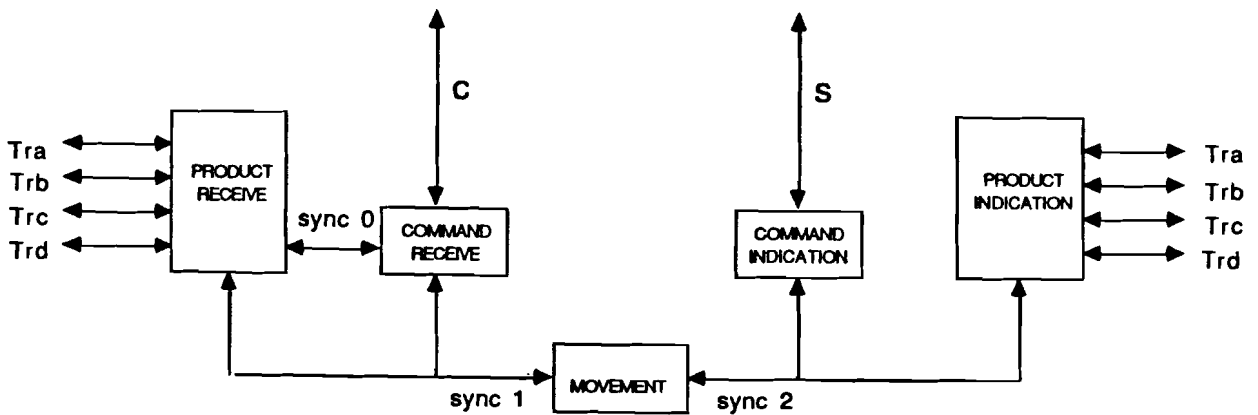 C
S
Tra
Trb
Trc
Trd
PRODUCT
RECEIVE
sync 0
COMMAND
RECEIVE
COMMAND
INDICATION
PRODUCT
INDICATION
Tra
Trb
Trc
Trd
sync 1
MOVEMENT
sync 2